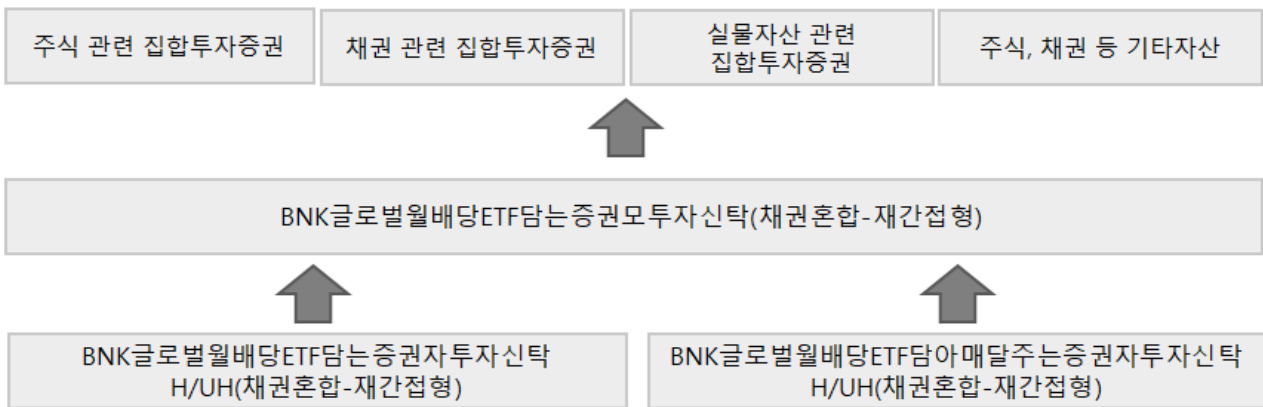 주식 관련 집합투자증권
채권 관련 집합투자증권
실물자산 관련
집합투자증권
주식, 채권 등 기타자산
BNK글로벌월배당ETF담는증권모투자신탁(채권혼합-재간접형)
BNK글로벌월배당ETF담는증권자투자신탁
H/UH(채권혼합-재간접형)
BNK글로벌월배당ETF담아매달주는증권자투자신탁
H/UH(채권혼합-재간접형)